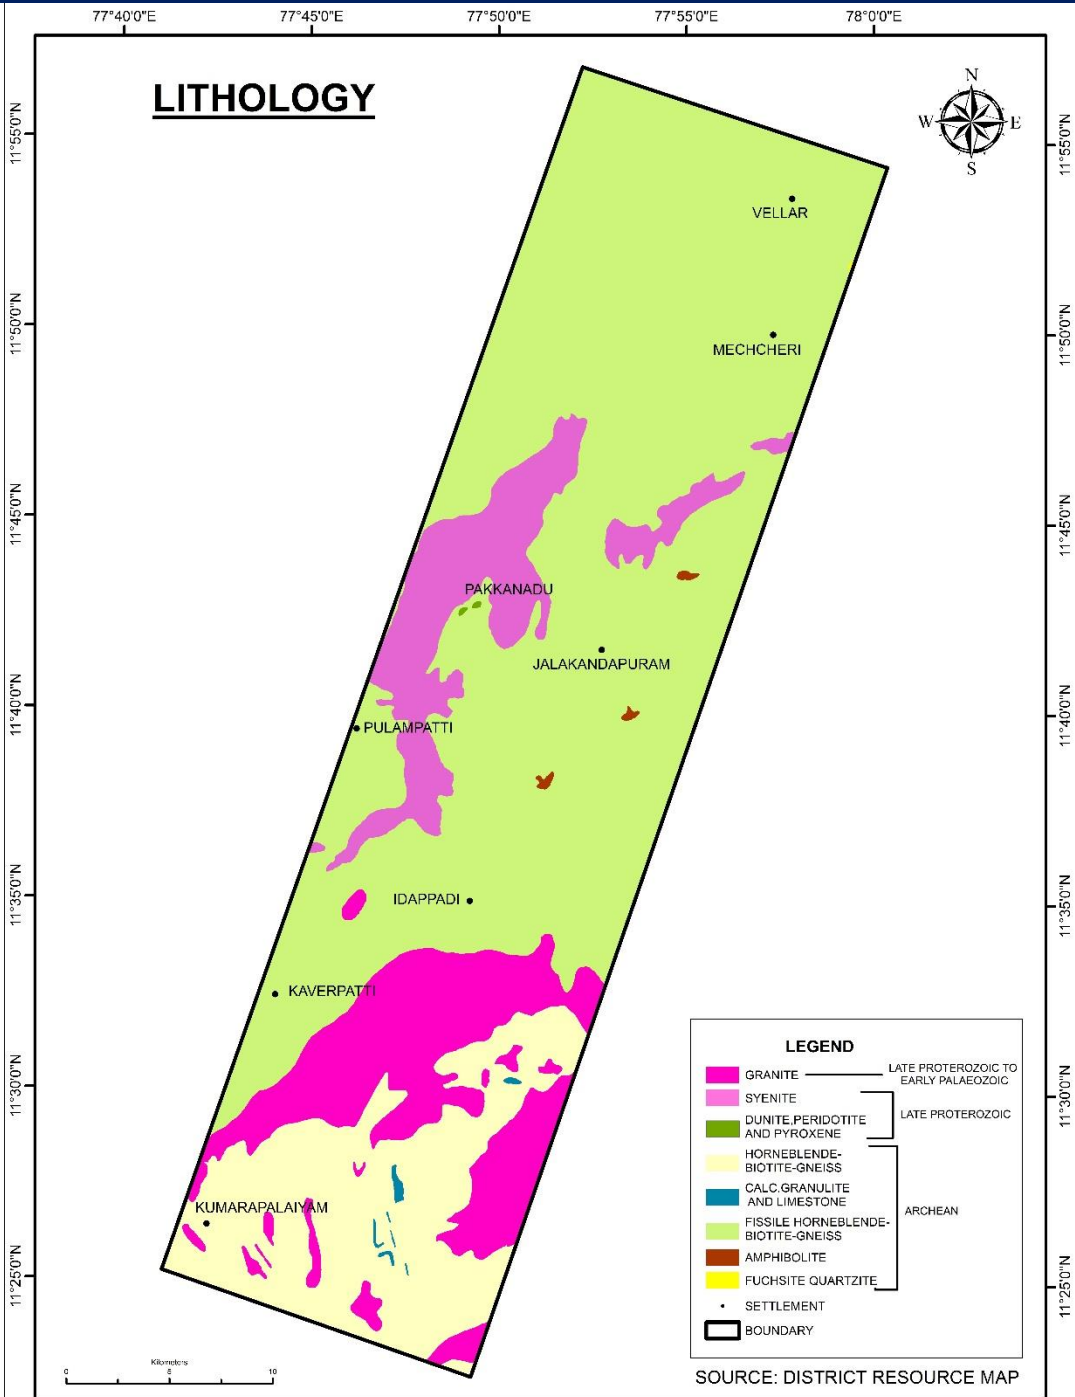 77°40'0"E 77°45'0"E 77°50'0"E 77°55'0"E 78°0'0"E
LITHOLOGY
N
W E
S
11°55'0"N 11°55'0"N
VELLAR
11°50'0"N 11°50'0"N
MECHCHERI
11°45'0"N 11°45'0"N
PAKKANADU
JALAKANDAPURAM
11°40'0"N 11°40'0"N
PULAMPATTI
11°35'0"N 11°35'0"N
IDAPPADI
KAVERPATTI
11°30'0"N 11°30'0"N
KUMARAPALAIYAM
11°25'0"N 11°25'0"N
LEGEND
GRANITE LATE PROTEROZOIC TO
EARLY PALAEOZOIC
SYENITE
LATE PROTEROZOIC
DUNITE,PERIDOTITE
AND PYROXENE
HORNEBLENDE-
BIOTITE-GNEISS
CALC.GRANULITE
AND LIMESTONE
ARCHEAN
FISSILE HORNEBLENDE-
BIOTITE-GNEISS
AMPHIBOLITE
FUCHSITE QUARTZITE
SETTLEMENT
BOUNDARY
Kilometers
0 5 10
SOURCE: DISTRICT RESOURCE MAP